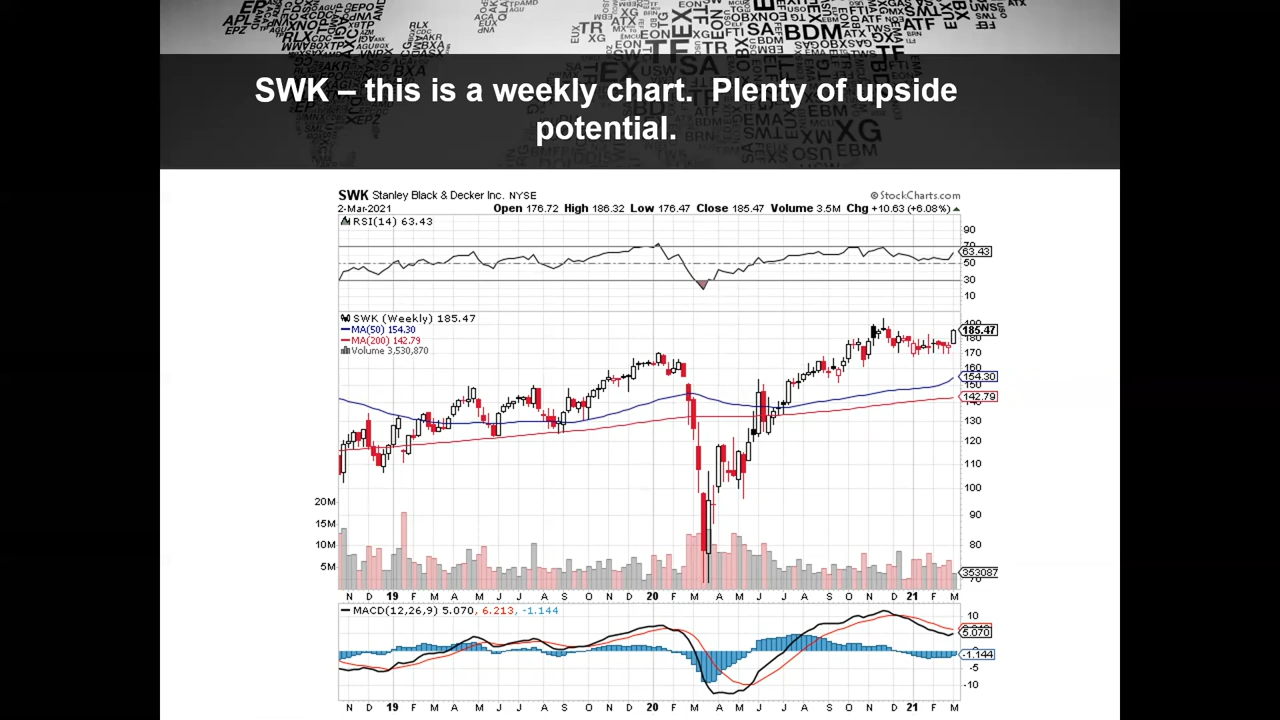 SWK – this is a weekly chart. Plenty of upside
potential.
SWK Stanley Black & Decker Inc. NYSE
© StockCharts.com
2-Mar-2021
Open 176.72 High 186.32 Low 176.47 Close 185.47 Volume 3.5M Chg +10.63 (+6.08%)
RSI(14) 63.43
90
70
63.43
50
30
10
SWK (Weekly) 185.47
MA(50) 154.30
MA(200) 142.79
Volume 3,530,870
190
185.47
180
170
160
154.30
150
142.79
130
120
110
100
90
80
70
20M
15M
10M
5M
353087
N D 19 F M A M J J A S O N D 20 F M A M J J A S O N D 21 F M
MACD(12,26,9) 5.070, 6.213, -1.144
10
5.070
-1.144
-5
-10
N D 19 F M A M J J A S O N D 20 F M A M J J A S O N D 21 F M